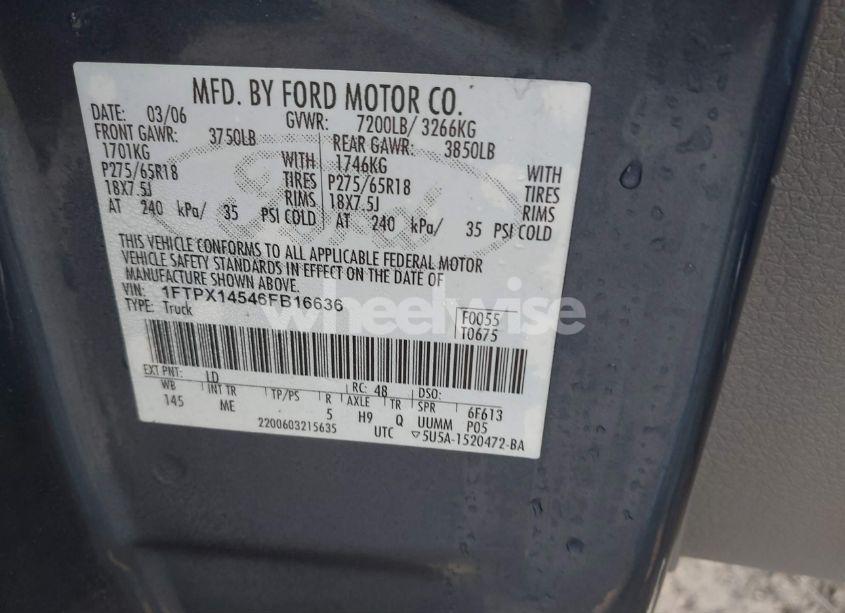 MFD. BY FORD MOTOR CO.
DATE: 03/06 GVWR: 7200LB/ 3266KG
FRONT GAWR: 3750LB REAR GAWR: 3850LB
1701KG WITH 1746KG WITH
P275/65R18 TIRES P275/65R18 TIRES
18X7.5J RIMS 18X7.5J RIMS
AT 240 kPa/ 35 PSI COLD AT 240 kPa/ 35 PSI COLD
THIS VEHICLE CONFORMS TO ALL APPLICABLE FEDERAL MOTOR
VEHICLE SAFETY STANDARDS IN EFFECT ON THE DATE OF
MANUFACTURE SHOWN ABOVE.
VIN: 1FTPX14546FB16636
TYPE: Truck
F0055
T0675
EXT PNT: LD RC: 48 DSO:
WB INT TR TP/PS R AXLE TR SPR 6F613
145 ME 5 H9 Q UUMM P05
2200603215635 UTC ▽5U5A-1520472-BA
Ford
wheelwise